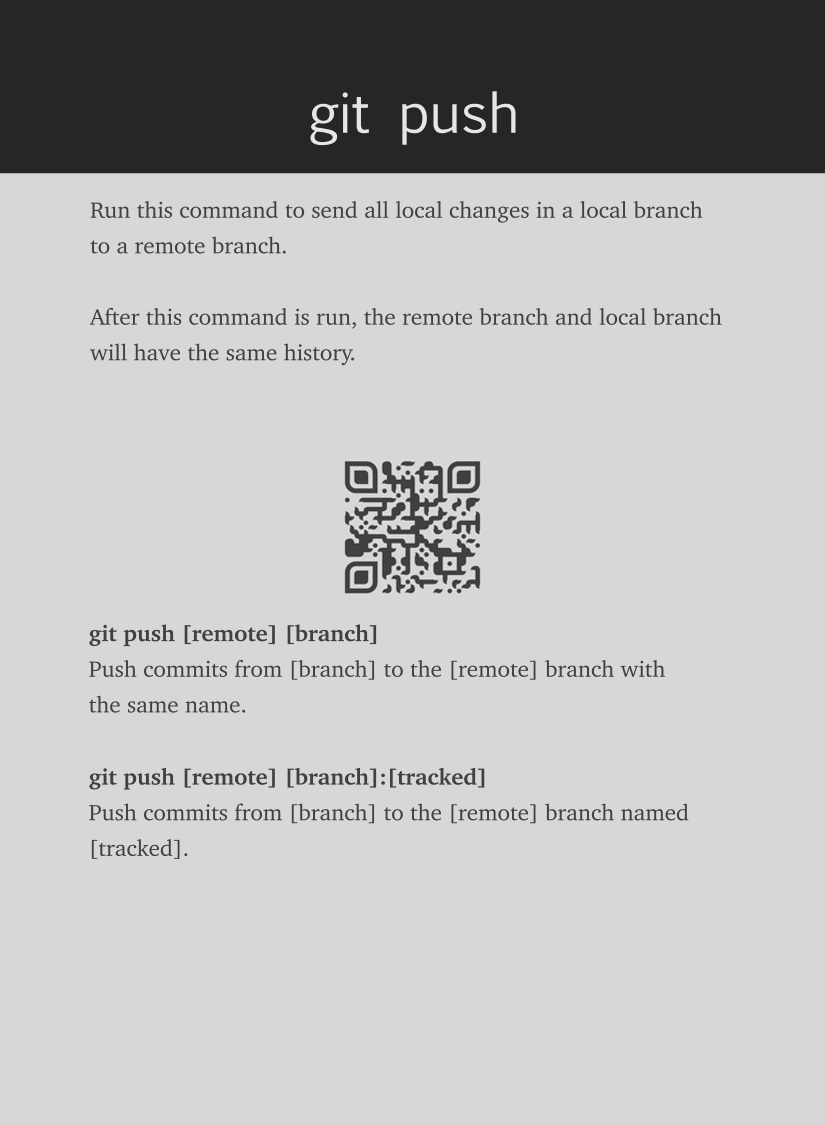 git push
Run this command to send all local changes in a local branch
to a remote branch.
After this command is run, the remote branch and local branch
will have the same history.
git push [remote] [branch]
Push commits from [branch] to the [remote] branch with
the same name.
git push [remote] [branch]:[tracked]
Push commits from [branch] to the [remote] branch named
[tracked].